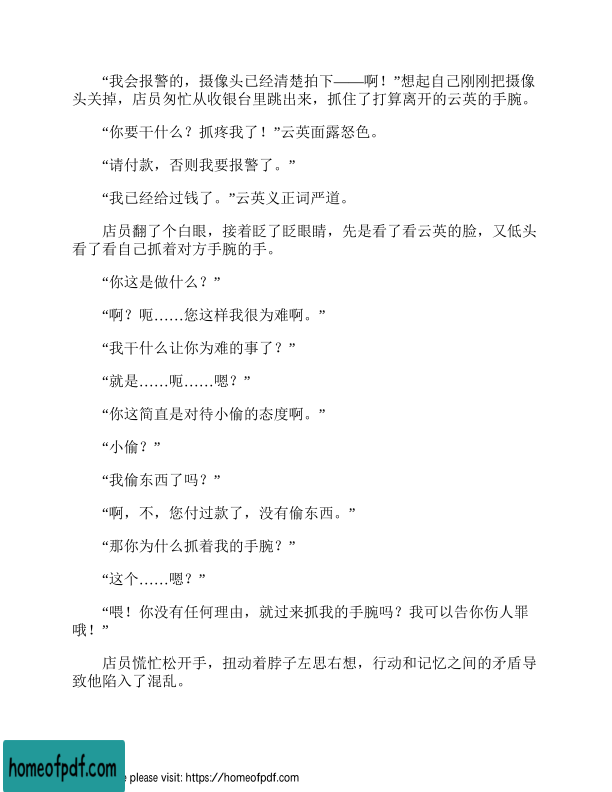 “我会报警的，摄像头已经清楚拍下——啊！”想起自己刚刚把摄像
头关掉，店员匆忙从收银台里跳出来，抓住了打算离开的云英的手腕。
“你要干什么？抓疼我了！”云英面露怒色。
“请付款，否则我要报警了。”
“我已经给过钱了。”云英义正词严道。
店员翻了个白眼，接着眨了眨眼睛，先是看了看云英的脸，又低头
看了看自己抓着对方手腕的手。
“你这是做什么？”
“啊？呃……您这样我很为难啊。”
“我干什么让你为难的事了？”
“就是……呃……嗯？”
“你这简直是对待小偷的态度啊。”
“小偷？”
“我偷东西了吗？”
“啊，不，您付过款了，没有偷东西。”
“那你为什么抓着我的手腕？”
“这个……嗯？”
“喂！你没有任何理由，就过来抓我的手腕吗？我可以告你伤人罪
哦！”
店员慌忙松开手，扭动着脖子左思右想，行动和记忆之间的矛盾导
致他陷入了混乱。
homeofpdf.com
please visit: https://homeofpdf.com